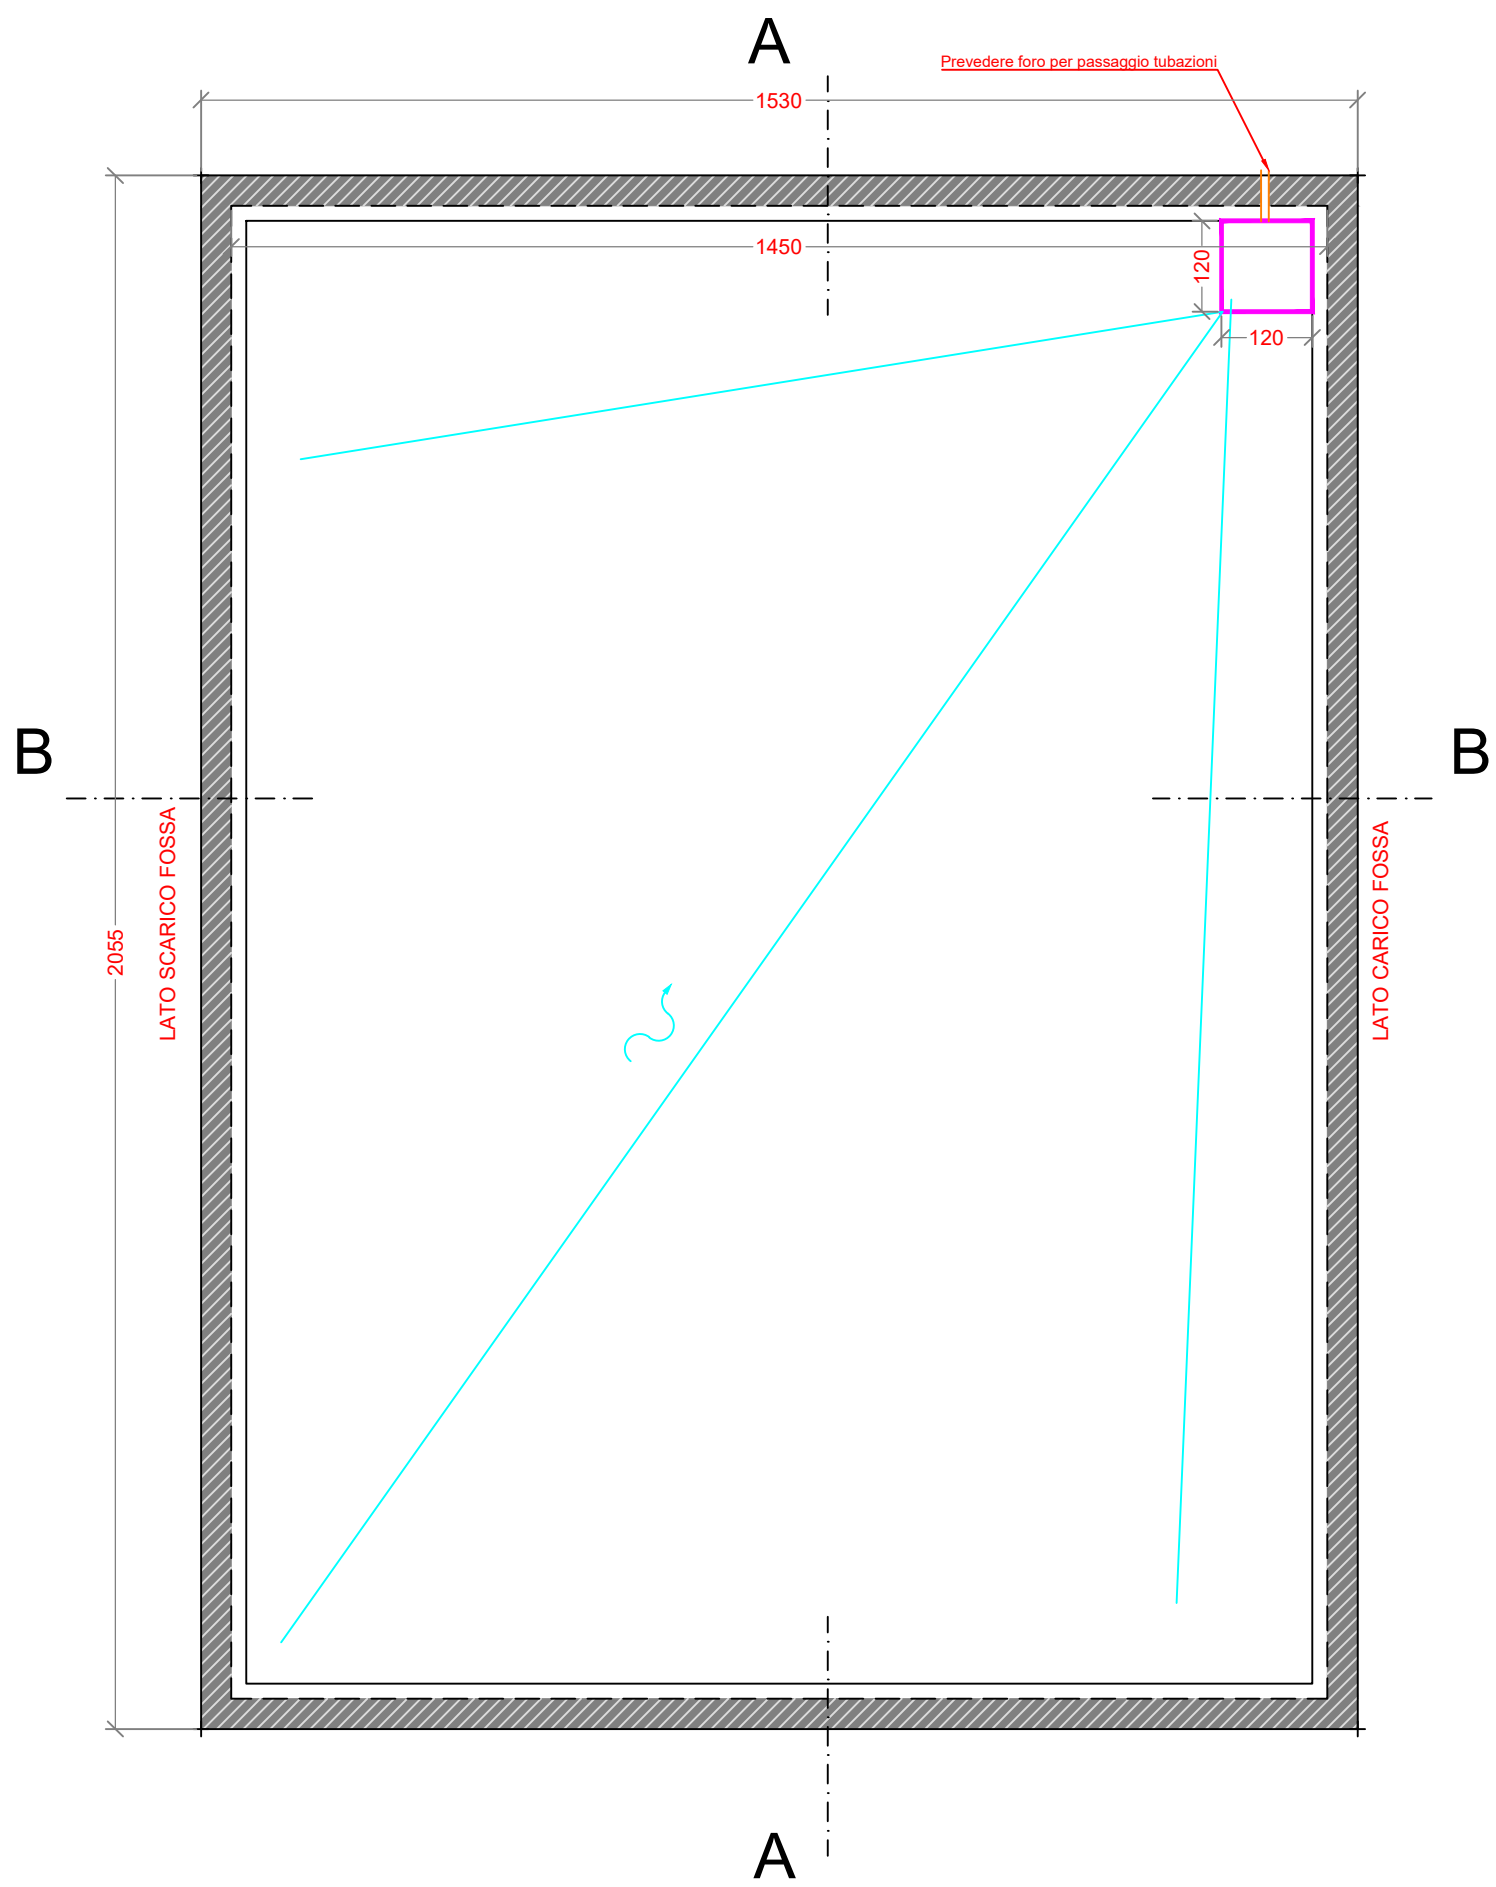 A
Prevedere foro per passaggio tubazioni
1530
1450
120
120
B
B
LATO SCARICO FOSSA
LATO CARICO FOSSA
2055
A